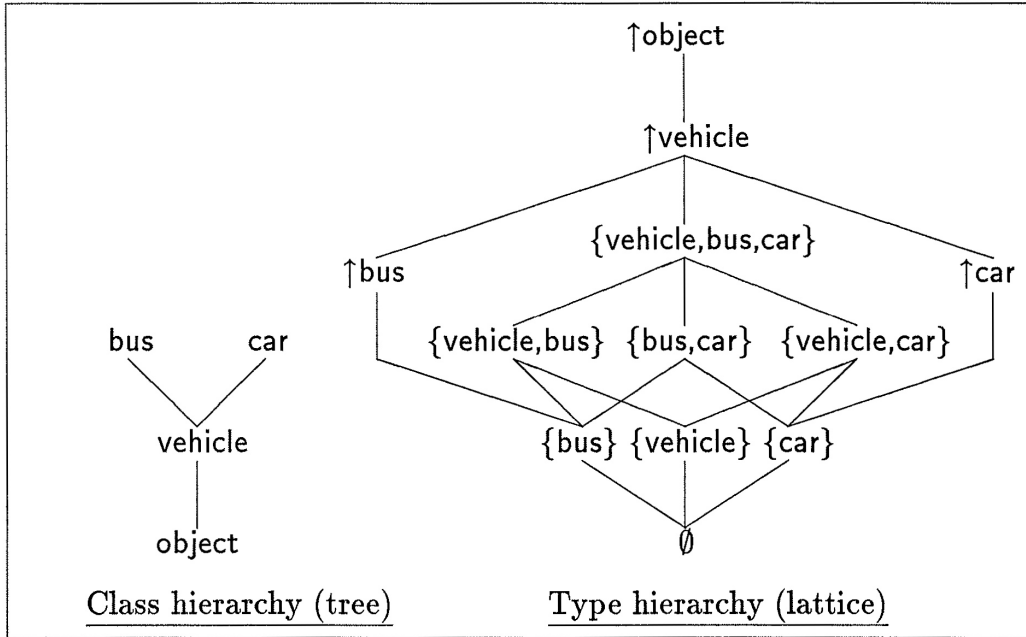 ↑object
↑vehicle
{vehicle,bus,car}
↑bus ↑car
bus car {vehicle,bus} {bus,car} {vehicle,car}
vehicle {bus} {vehicle} {car}
object ∅
Class hierarchy (tree) Type hierarchy (lattice)